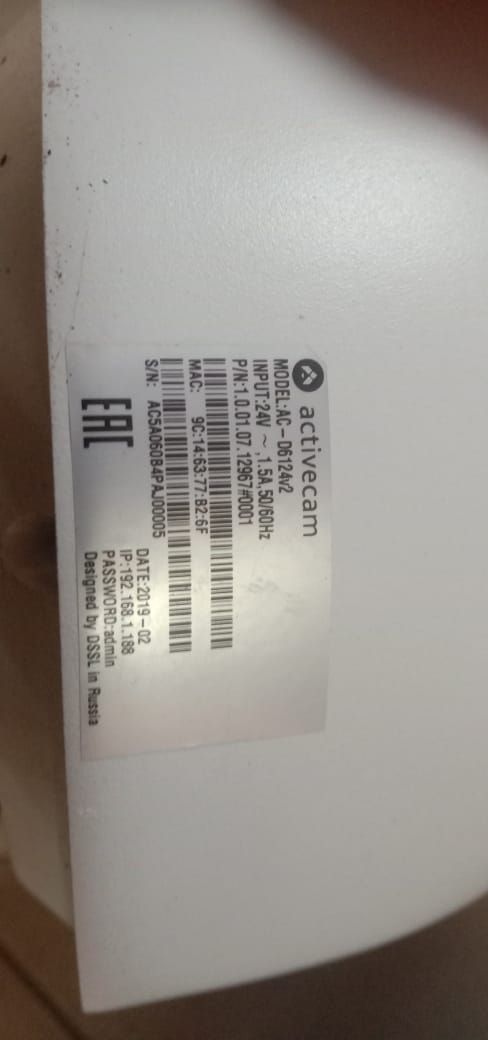 activecam
MODEL:AC-D6124v2
INPUT:24V ~,1.5A,50/60Hz
P/N:1.0.01.07.12967#0001
MAC: 9C:14:63:77:B2:6F
S/N: AC5A060B4PAJ00005
EAC
DATE:2019-02
IP:192.168.1.188
PASSWORD:admin
Designed by DSSL in Russia